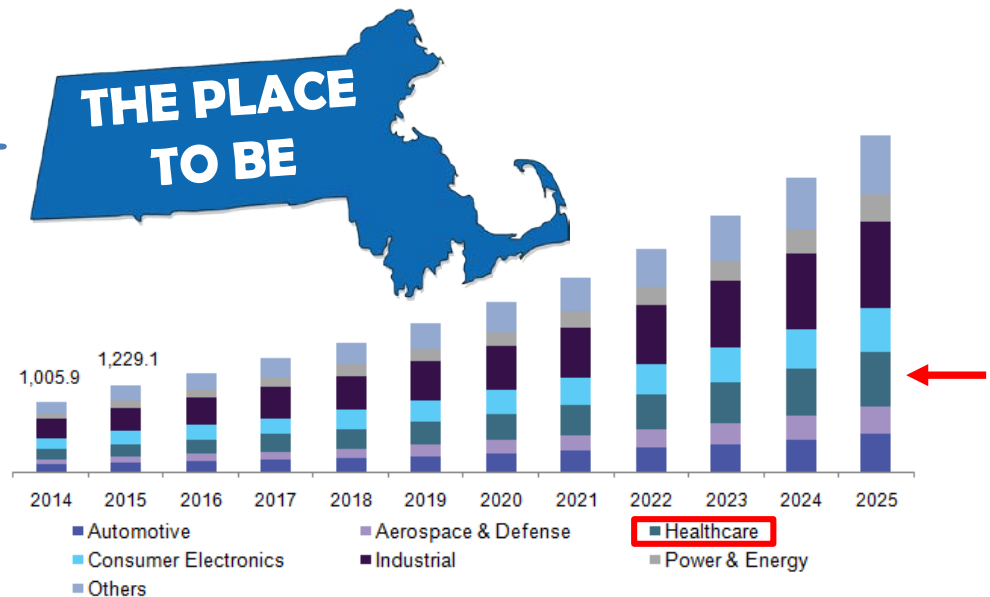 THE PLACE
TO BE
1,005.9
1,229.1
2014 2015 2016 2017 2018 2019 2020 2021 2022 2023 2024 2025
Automotive Aerospace & Defense Healthcare
Consumer Electronics Industrial Power & Energy
Others